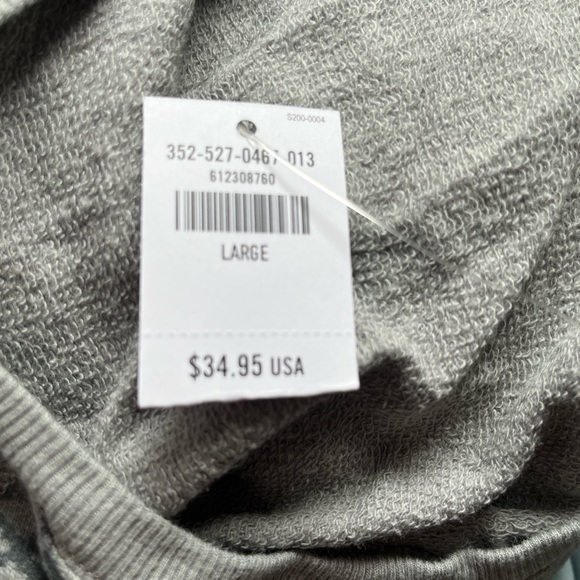 S200-0004
352-527-0467 013
612308760
LARGE
$34.95 USA